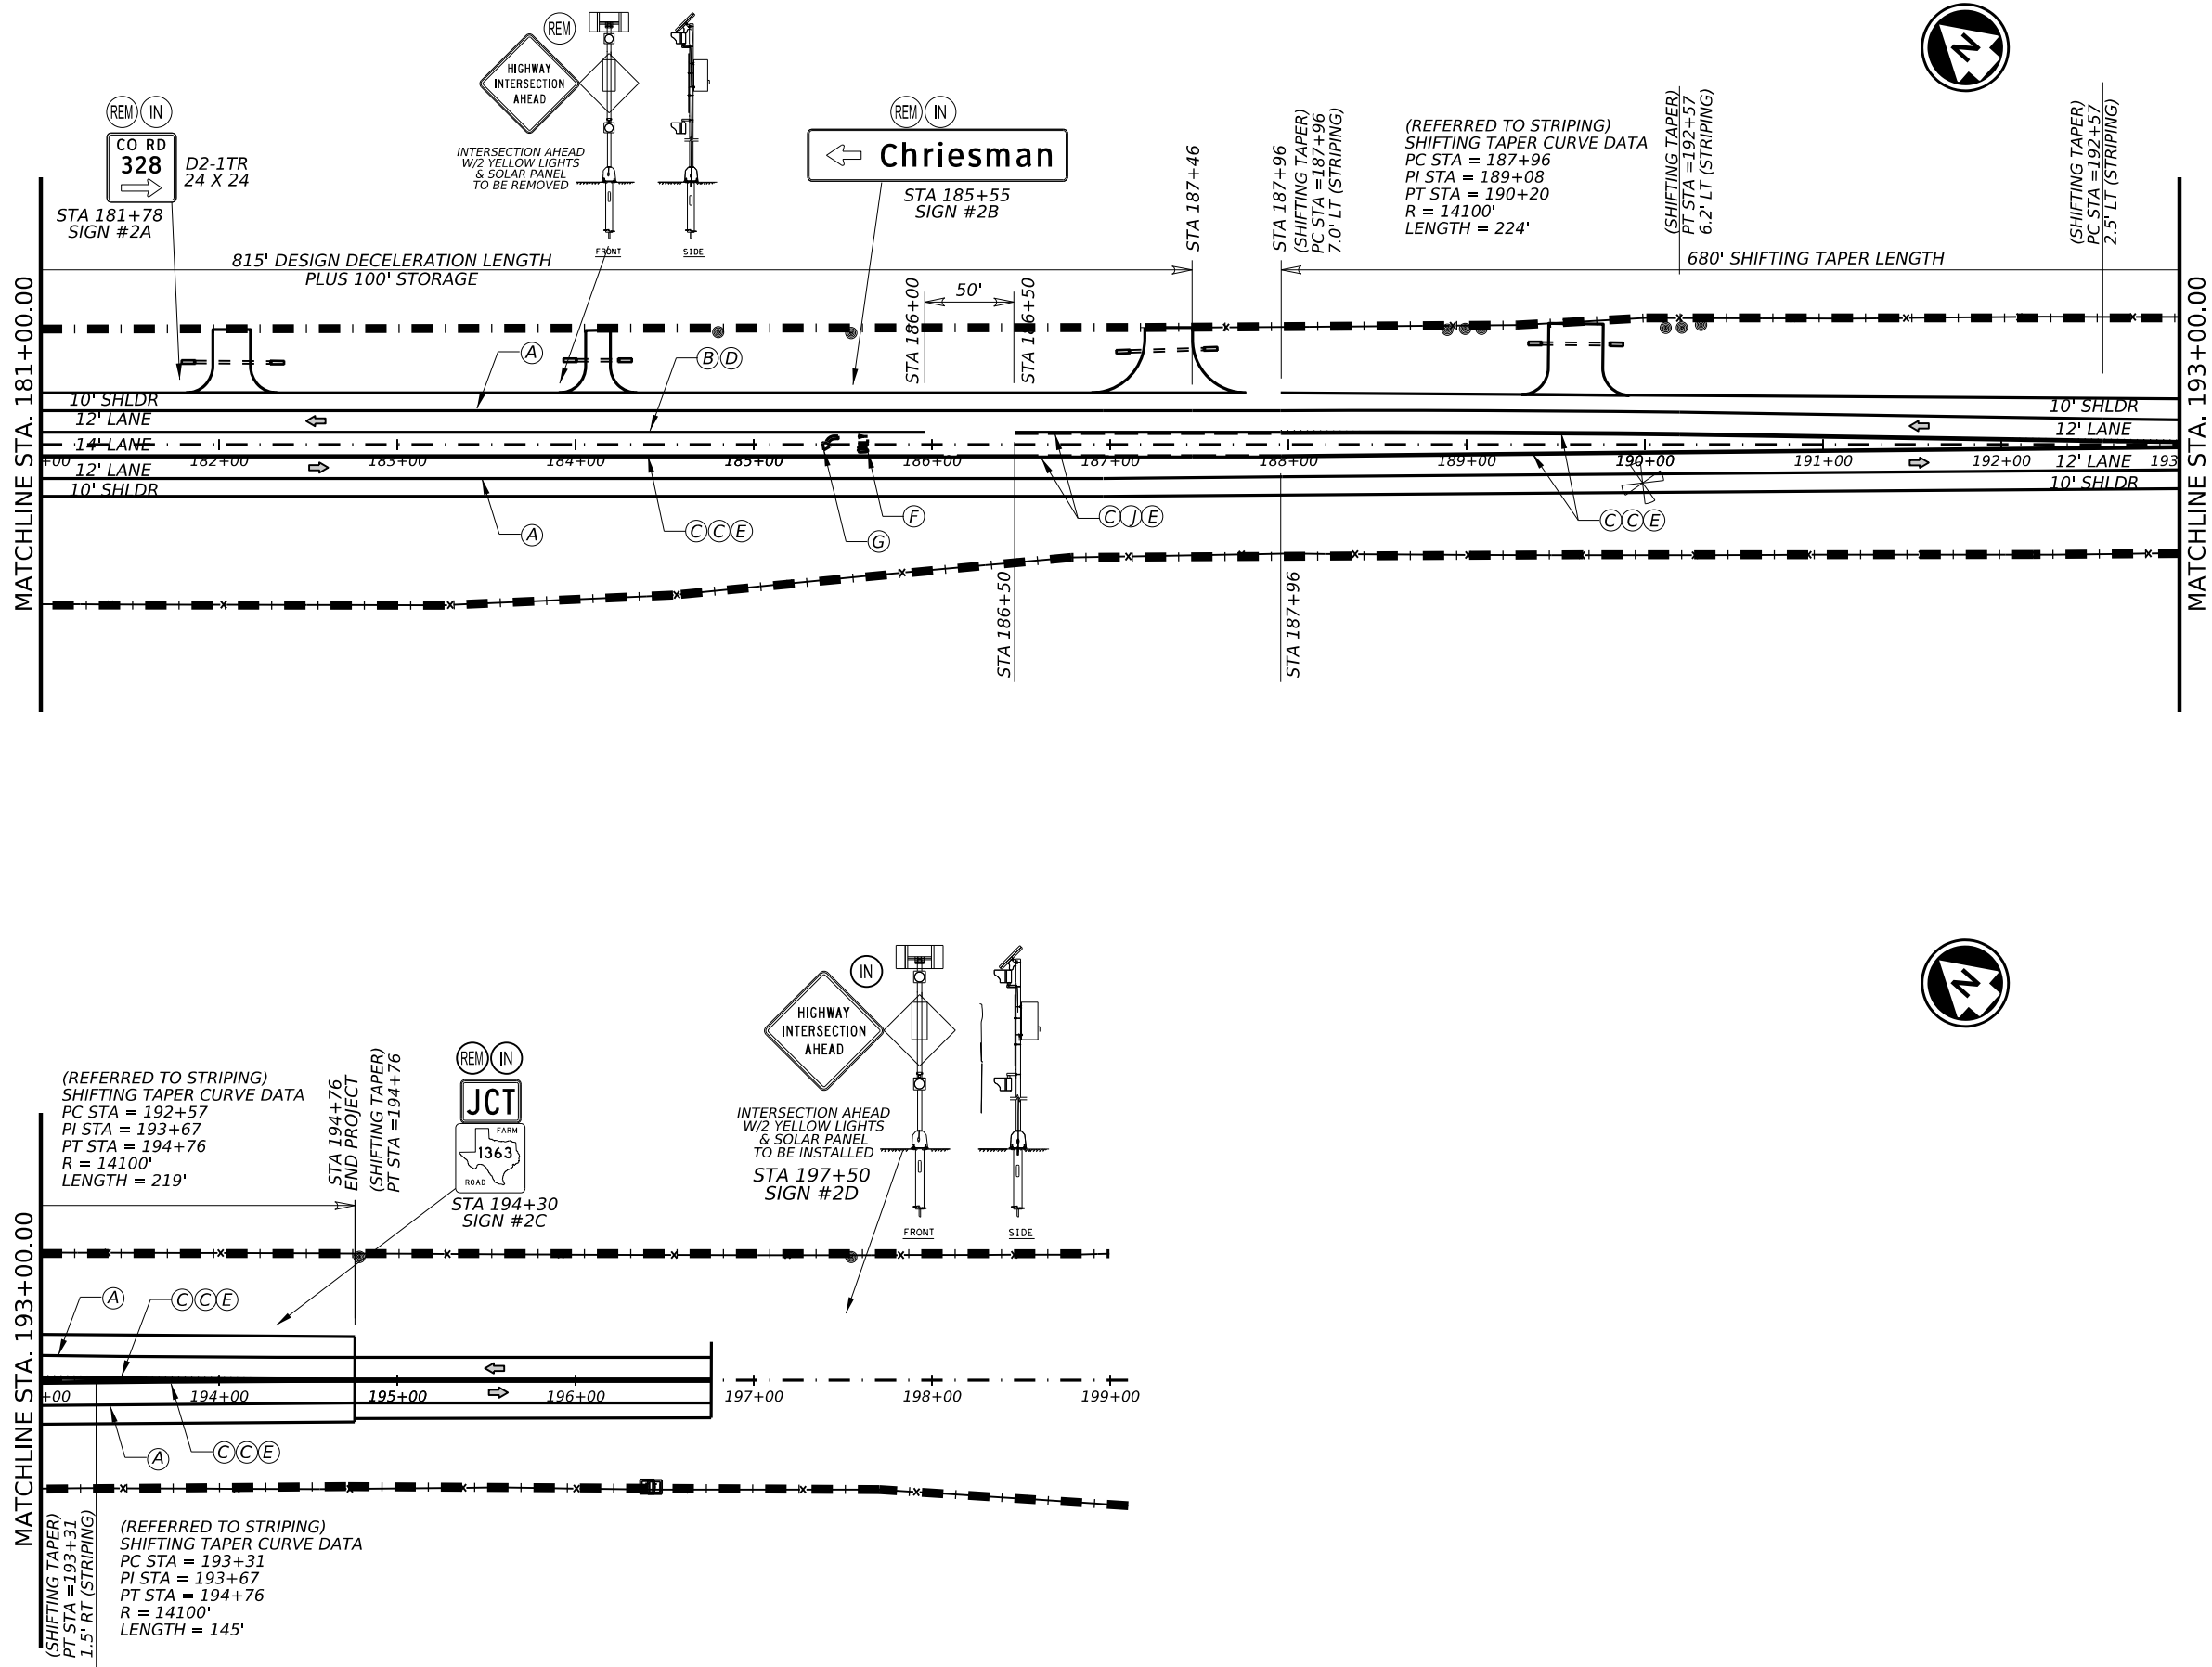 REM
HIGHWAY
INTERSECTION
AHEAD
INTERSECTION AHEAD
W/2 YELLOW LIGHTS
& SOLAR PANEL
TO BE REMOVED
FRONT
SIDE
N
REM IN
CO RD
328
D2-1TR
24 X 24
STA 181+78
SIGN #2A
REM IN
Chriesman
STA 185+55
SIGN #2B
STA 187+46
STA 187+96
(SHIFTING TAPER)
PC STA =187+96
7.0' LT (STRIPING)
(REFERRED TO STRIPING)
SHIFTING TAPER CURVE DATA
PC STA = 187+96
PI STA = 189+08
PT STA = 190+20
R = 14100'
LENGTH = 224'
(SHIFTING TAPER)
PT STA =192+57
6.2' LT (STRIPING)
(SHIFTING TAPER)
PC STA =192+57
2.5' LT (STRIPING)
815' DESIGN DECELERATION LENGTH
PLUS 100' STORAGE
680' SHIFTING TAPER LENGTH
STA 186+00
50'
STA 186+50
MATCHLINE STA. 181+00.00
MATCHLINE STA. 193+00.00
A
B D
10' SHLDR
12' LANE
14' LANE
12' LANE
10' SHLDR
10' SHLDR
12' LANE
12' LANE
10' SHLDR
+00 182+00 183+00 184+00 185+00 186+00 187+00 188+00 189+00 190+00 191+00 192+00 193
A
C C E
G
F
C J E
C C E
STA 186+50
STA 187+96
N
IN
HIGHWAY
INTERSECTION
AHEAD
INTERSECTION AHEAD
W/2 YELLOW LIGHTS
& SOLAR PANEL
TO BE INSTALLED
STA 197+50
SIGN #2D
FRONT
SIDE
(REFERRED TO STRIPING)
SHIFTING TAPER CURVE DATA
PC STA = 192+57
PI STA = 193+67
PT STA = 194+76
R = 14100'
LENGTH = 219'
STA 194+76
END PROJECT
(SHIFTING TAPER)
PT STA =194+76
REM IN
JCT
FARM
1363
ROAD
STA 194+30
SIGN #2C
MATCHLINE STA. 193+00.00
A
C C E
+00 194+00 195+00 196+00 197+00 198+00 199+00
A
C C E
(SHIFTING TAPER)
PT STA =193+31
1.5' RT (STRIPING)
(REFERRED TO STRIPING)
SHIFTING TAPER CURVE DATA
PC STA = 193+31
PI STA = 193+67
PT STA = 194+76
R = 14100'
LENGTH = 145'